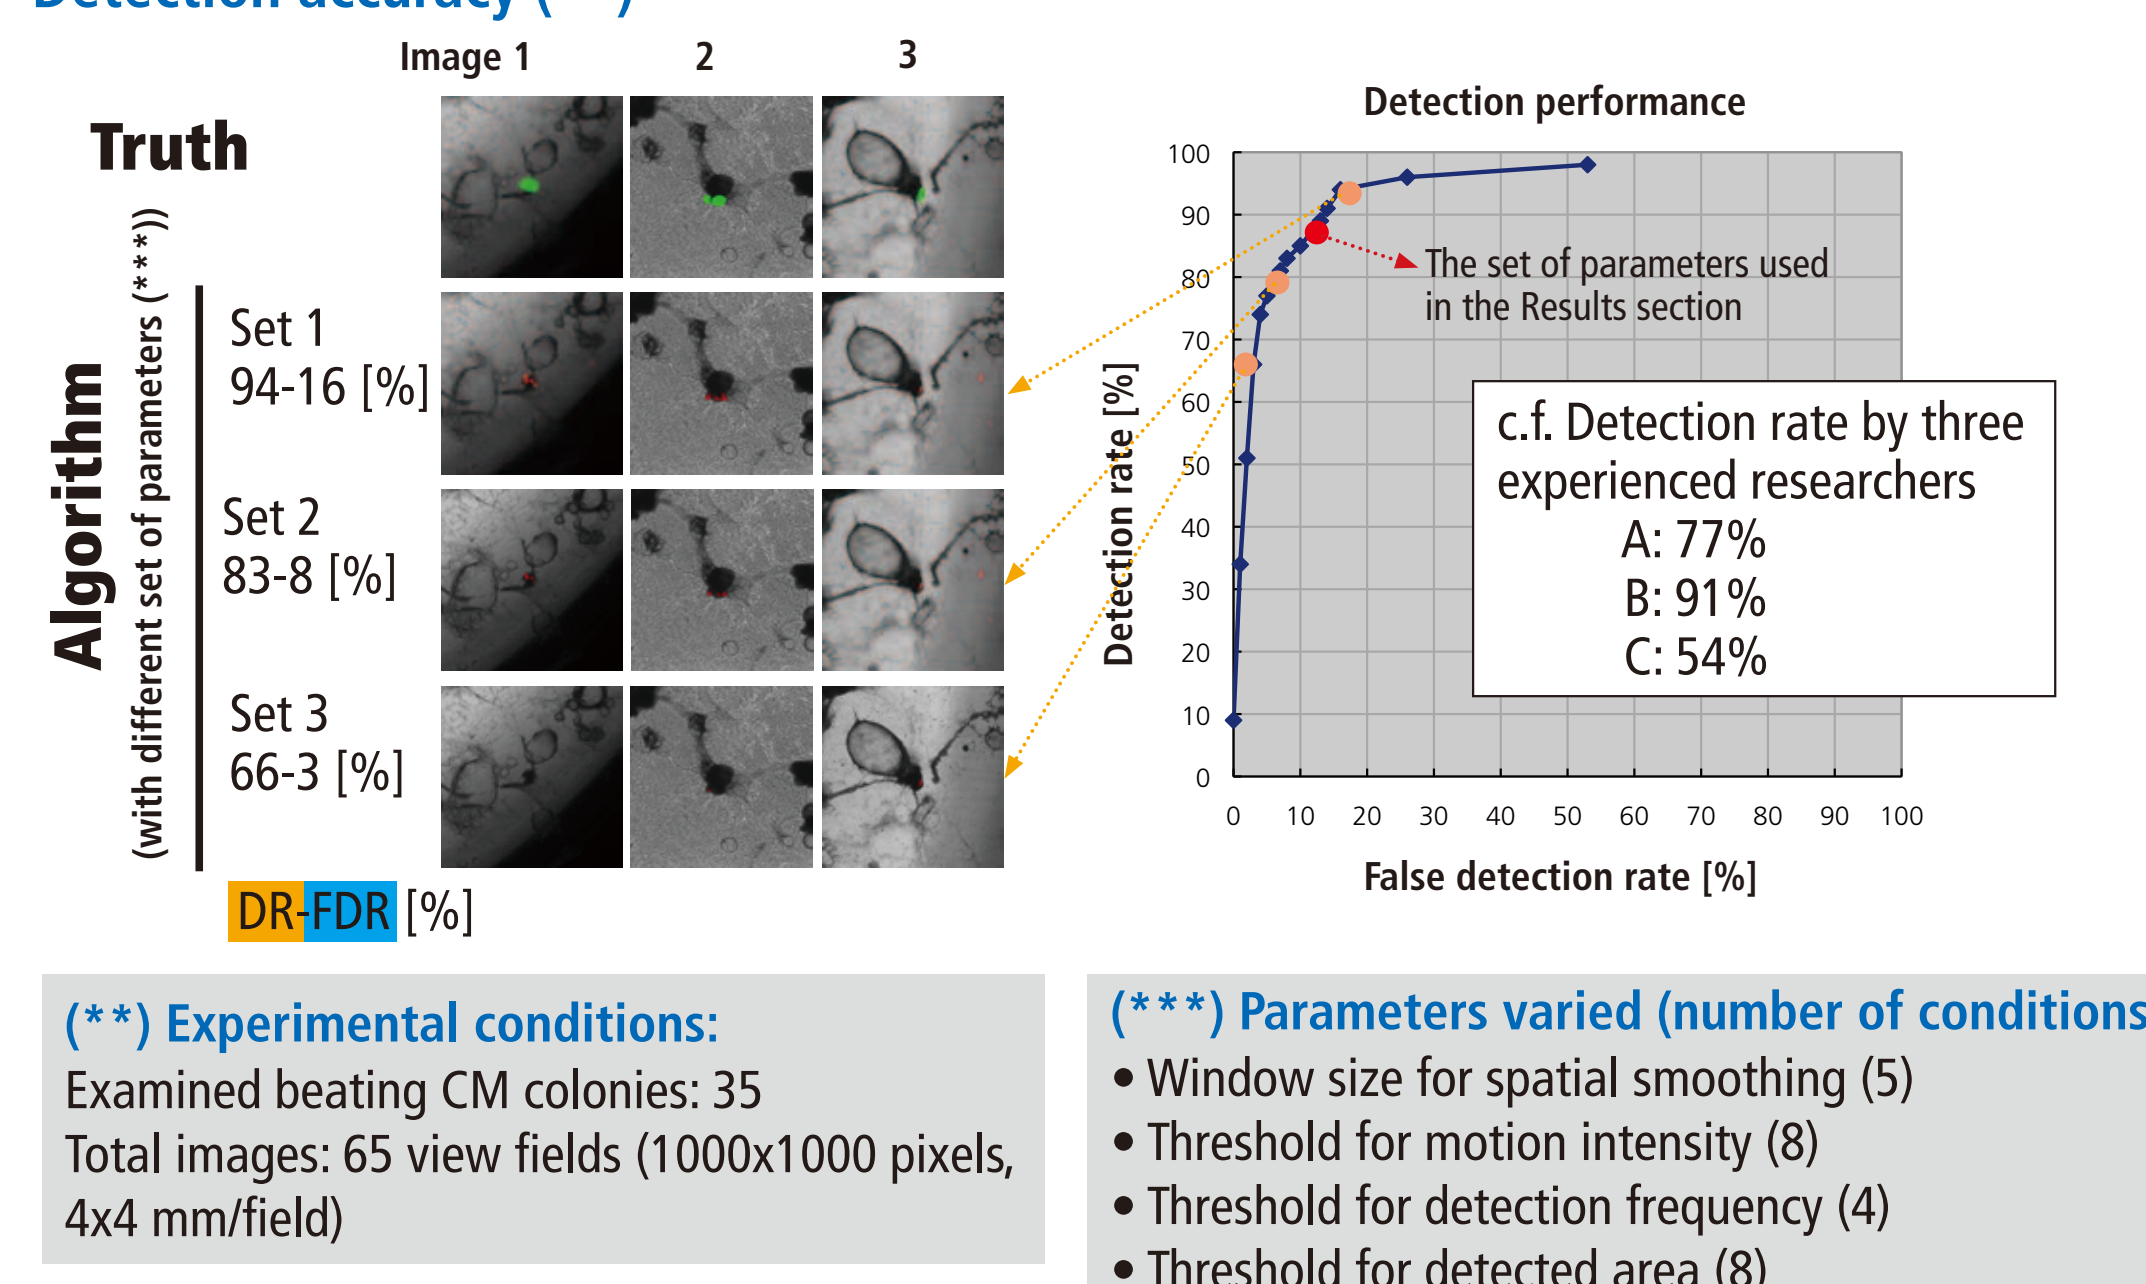 Detection accuracy (**)
Image 1
2
3
Truth
Algorithm
(with different set of parameters (***))
Set 1
94-16 [%]
Set 2
83-8 [%]
Set 3
66-3 [%]
DR-FDR [%]
Detection performance
Detection rate [%]
100
90
80
70
60
50
40
30
20
10
0
The set of parameters used
in the Results section
c.f. Detection rate by three
experienced researchers
A: 77%
B: 91%
C: 54%
0 10 20 30 40 50 60 70 80 90 100
False detection rate [%]
(**) Experimental conditions:
Examined beating CM colonies: 35
Total images: 65 view fields (1000x1000 pixels,
4x4 mm/field)
(***) Parameters varied (number of conditions
• Window size for spatial smoothing (5)
• Threshold for motion intensity (8)
• Threshold for detection frequency (4)
• Threshold for detected area (8)